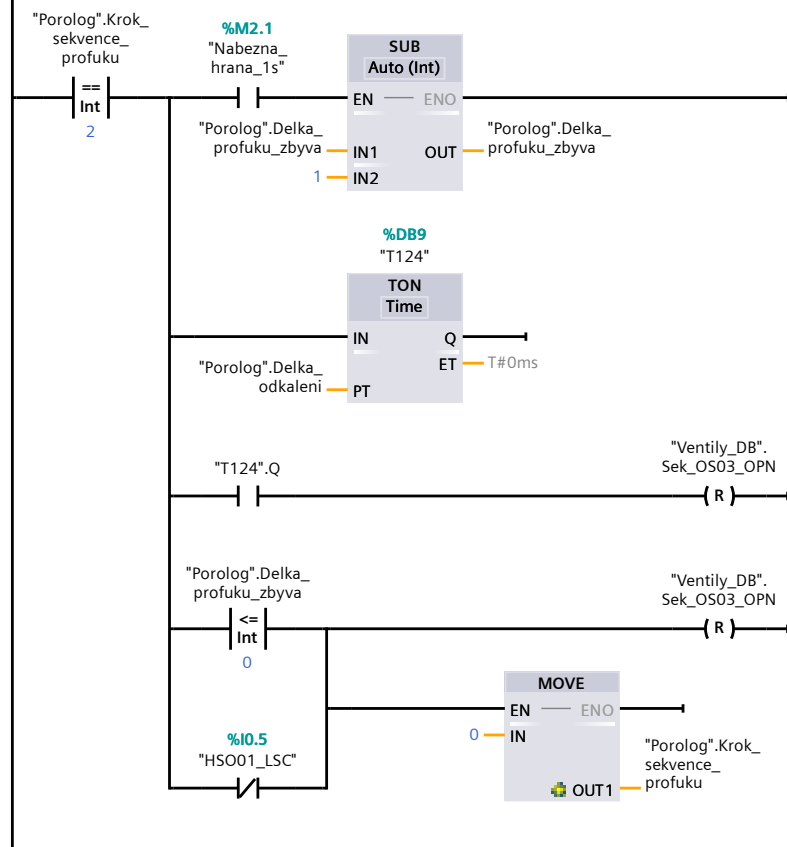 "Porolog".Krok_
sekvence_
profuku
==
Int
2
%M2.1
"Nabezna_
hrana_1s"
SUB
Auto (Int)
EN
ENO
"Porolog".Delka_
profuku_zbyva
IN1
OUT
"Porolog".Delka_
profuku_zbyva
1
IN2
%DB9
"T124"
TON
Time
IN
Q
ET
T#0ms
"Porolog".Delka_
odkaleni
PT
"T124".Q
"Ventily_DB".
Sek_OS03_OPN
R
"Porolog".Delka_
profuku_zbyva
<=
Int
0
"Ventily_DB".
Sek_OS03_OPN
R
MOVE
EN
ENO
0
IN
%I0.5
"HSO01_LSC"
"Porolog".Krok_
sekvence_
profuku
OUT1